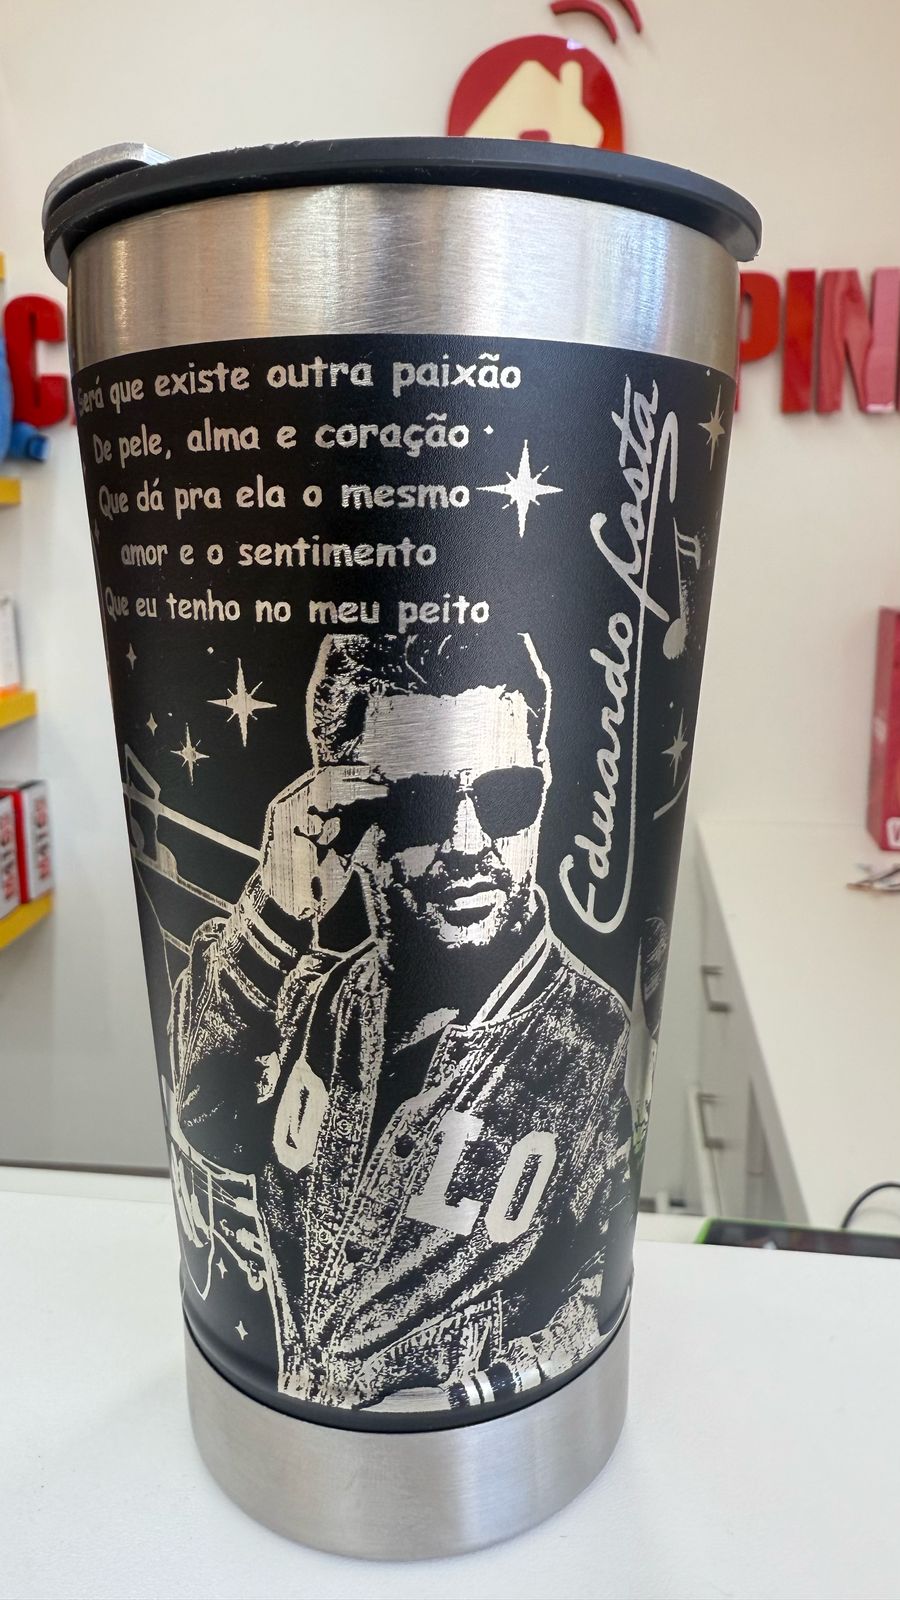 Será que existe outra paixão
De pele, alma e coração
Que dá pra ela o mesmo
amor e o sentimento
Que eu tenho no meu peito
Eduardo Costa
O
LO
C
PIN